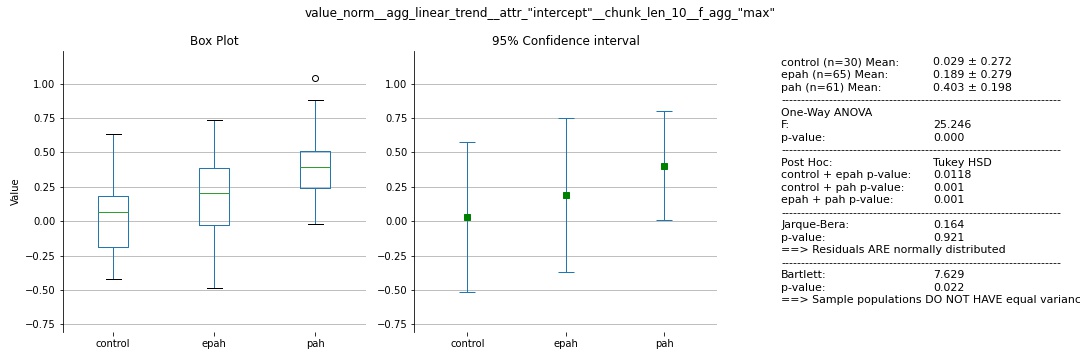 value_norm__agg_linear_trend__attr_"intercept"__chunk_len_10__f_agg_"max"
Box Plot
Value
1.00
0.75
0.50
0.25
0.00
−0.25
−0.50
−0.75
control
epah
pah
95% Confidence interval
1.00
0.75
0.50
0.25
0.00
−0.25
−0.50
−0.75
control
epah
pah
control (n=30) Mean: 0.029 ± 0.272
epah (n=65) Mean: 0.189 ± 0.279
pah (n=61) Mean: 0.403 ± 0.198
One-Way ANOVA
F: 25.246
p-value: 0.000
Post Hoc: Tukey HSD
control + epah p-value: 0.0118
control + pah p-value: 0.001
epah + pah p-value: 0.001
Jarque-Bera: 0.164
p-value: 0.921
==> Residuals ARE normally distributed
Bartlett: 7.629
p-value: 0.022
==> Sample populations DO NOT HAVE equal varianc